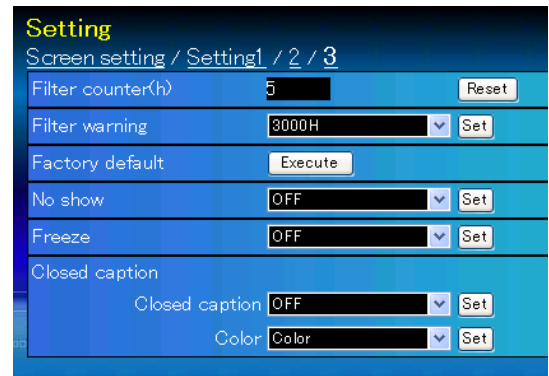 Setting
Screen setting / Setting1 / 2 / 3
Filter counter(h) 5 Reset
Filter warning 3000H Set
Factory default Execute
No show OFF Set
Freeze OFF Set
Closed caption
Closed caption OFF Set
Color Color Set